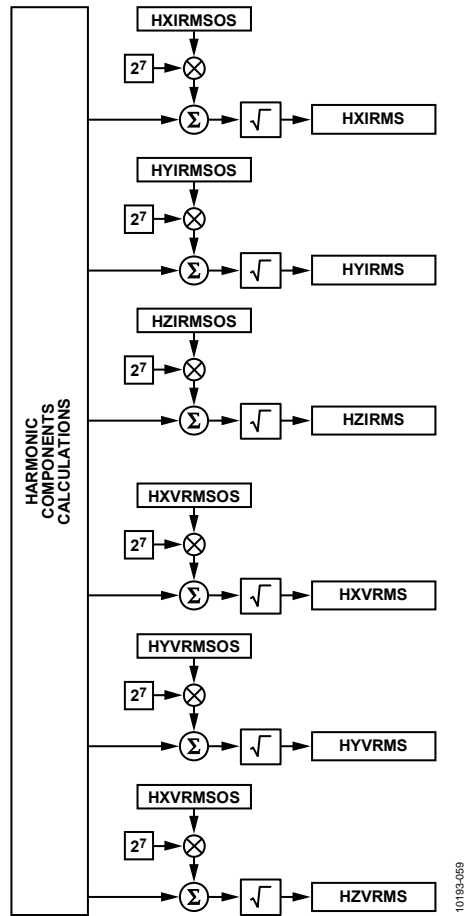 HARMONIC
COMPONENTS
CALCULATIONS
HXIRMSOS
2⁷
Σ
√
HXIRMS
HYIRMSOS
2⁷
Σ
√
HYIRMS
HZIRMSOS
2⁷
Σ
√
HZIRMS
HXVRMSOS
2⁷
Σ
√
HXVRMS
HYVRMSOS
2⁷
Σ
√
HYVRMS
HXVRMSOS
2⁷
Σ
√
HZVRMS
10193-059